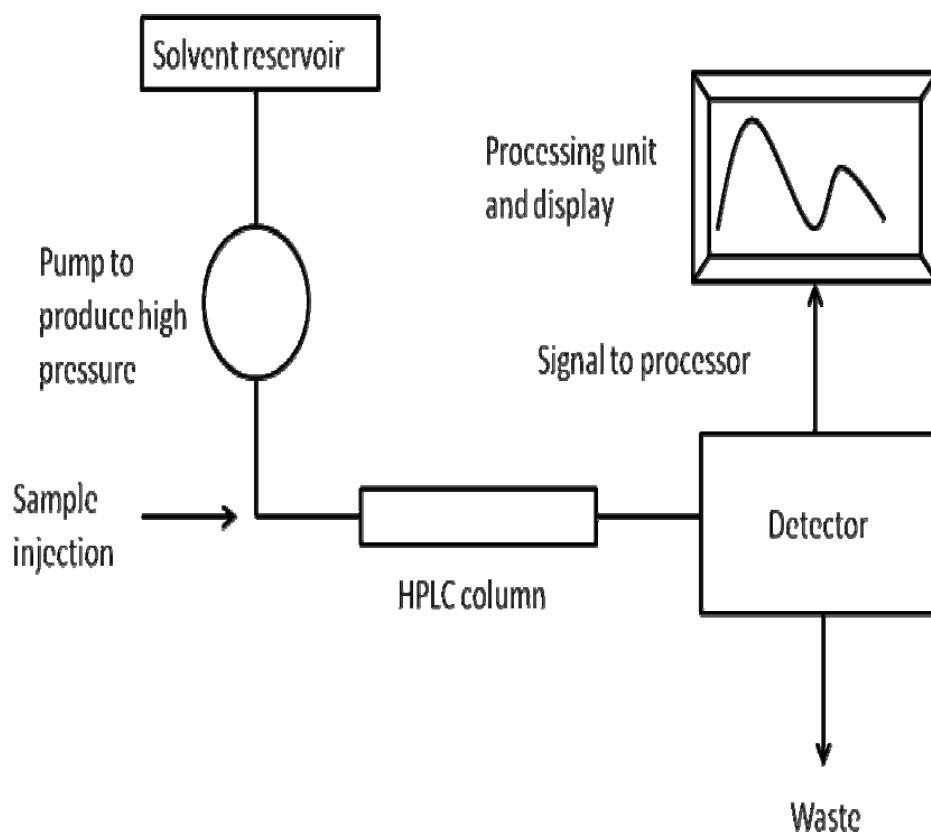 Solvent reservoir
Processing unit
and display
Pump to
produce high
pressure
Signal to processor
Sample
injection
Detector
HPLC column
Waste